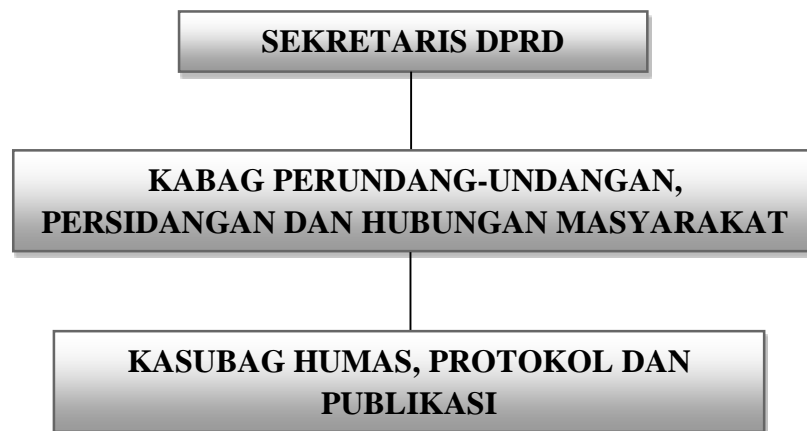 SEKRETARIS DPRD
KABAG PERUNDANG-UNDANGAN,
PERSIDANGAN DAN HUBUNGAN MASYARAKAT
KASUBAG HUMAS, PROTOKOL DAN
PUBLIKASI